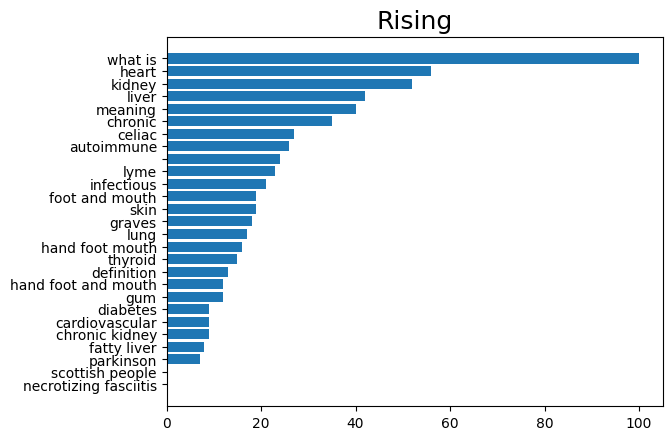 Rising
what is
heart
kidney
liver
meaning
chronic
celiac
autoimmune
lyme
infectious
foot and mouth
skin
graves
lung
hand foot mouth
thyroid
definition
hand foot and mouth
gum
diabetes
cardiovascular
chronic kidney
fatty liver
parkinson
scottish people
necrotizing fasciitis
0 20 40 60 80 100